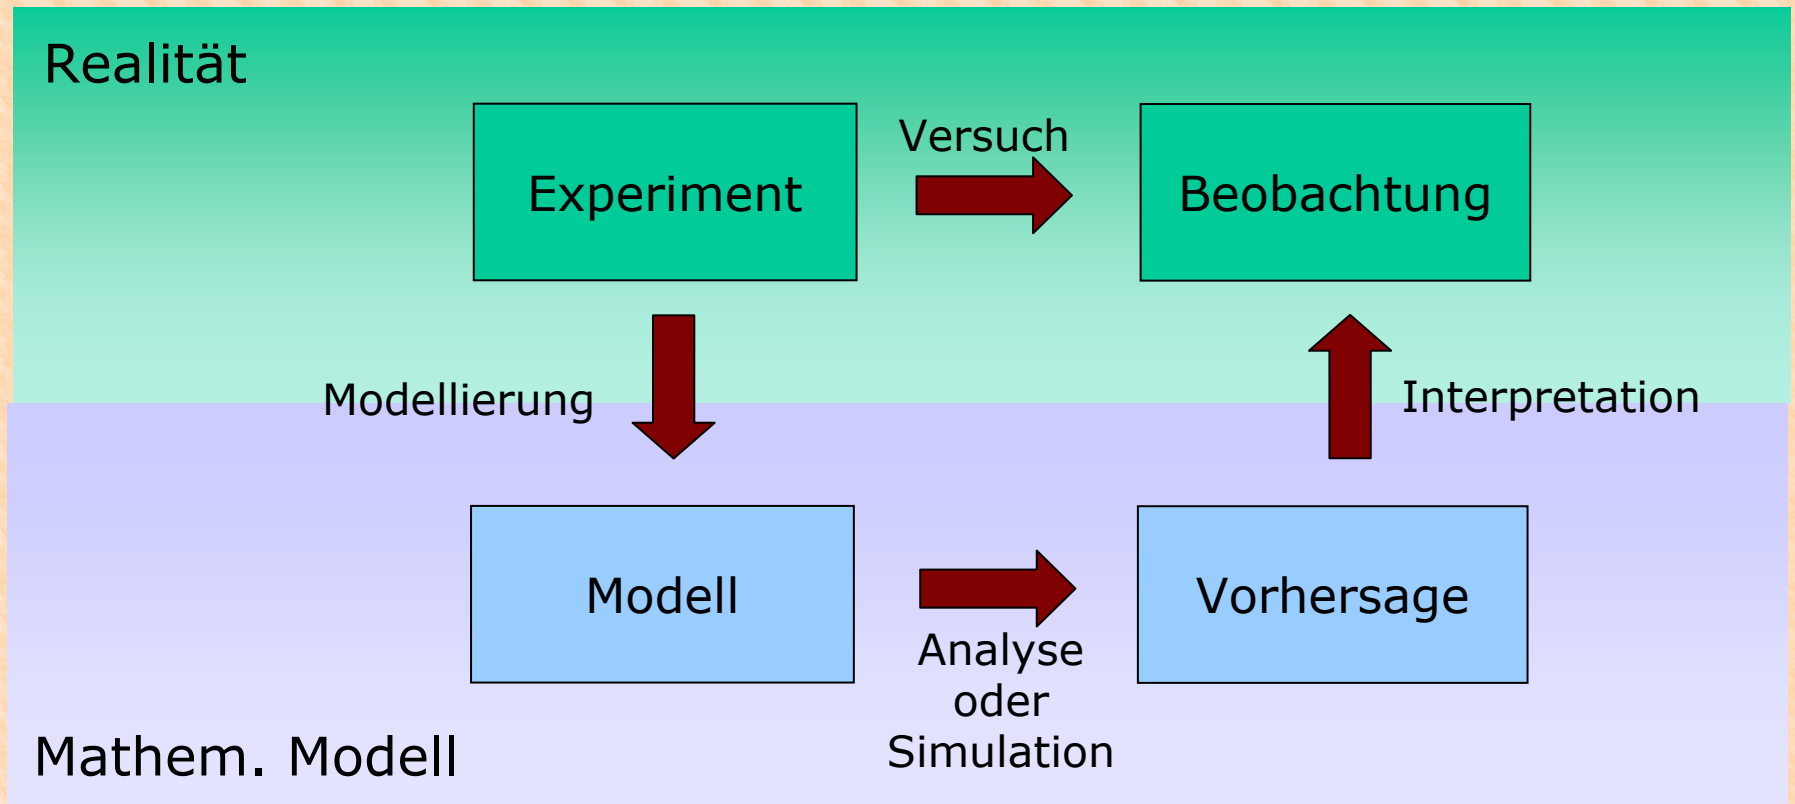 Realität
Versuch
Experiment
Beobachtung
Modellierung
Interpretation
Modell
Vorhersage
Analyse
oder
Simulation
Mathem. Modell